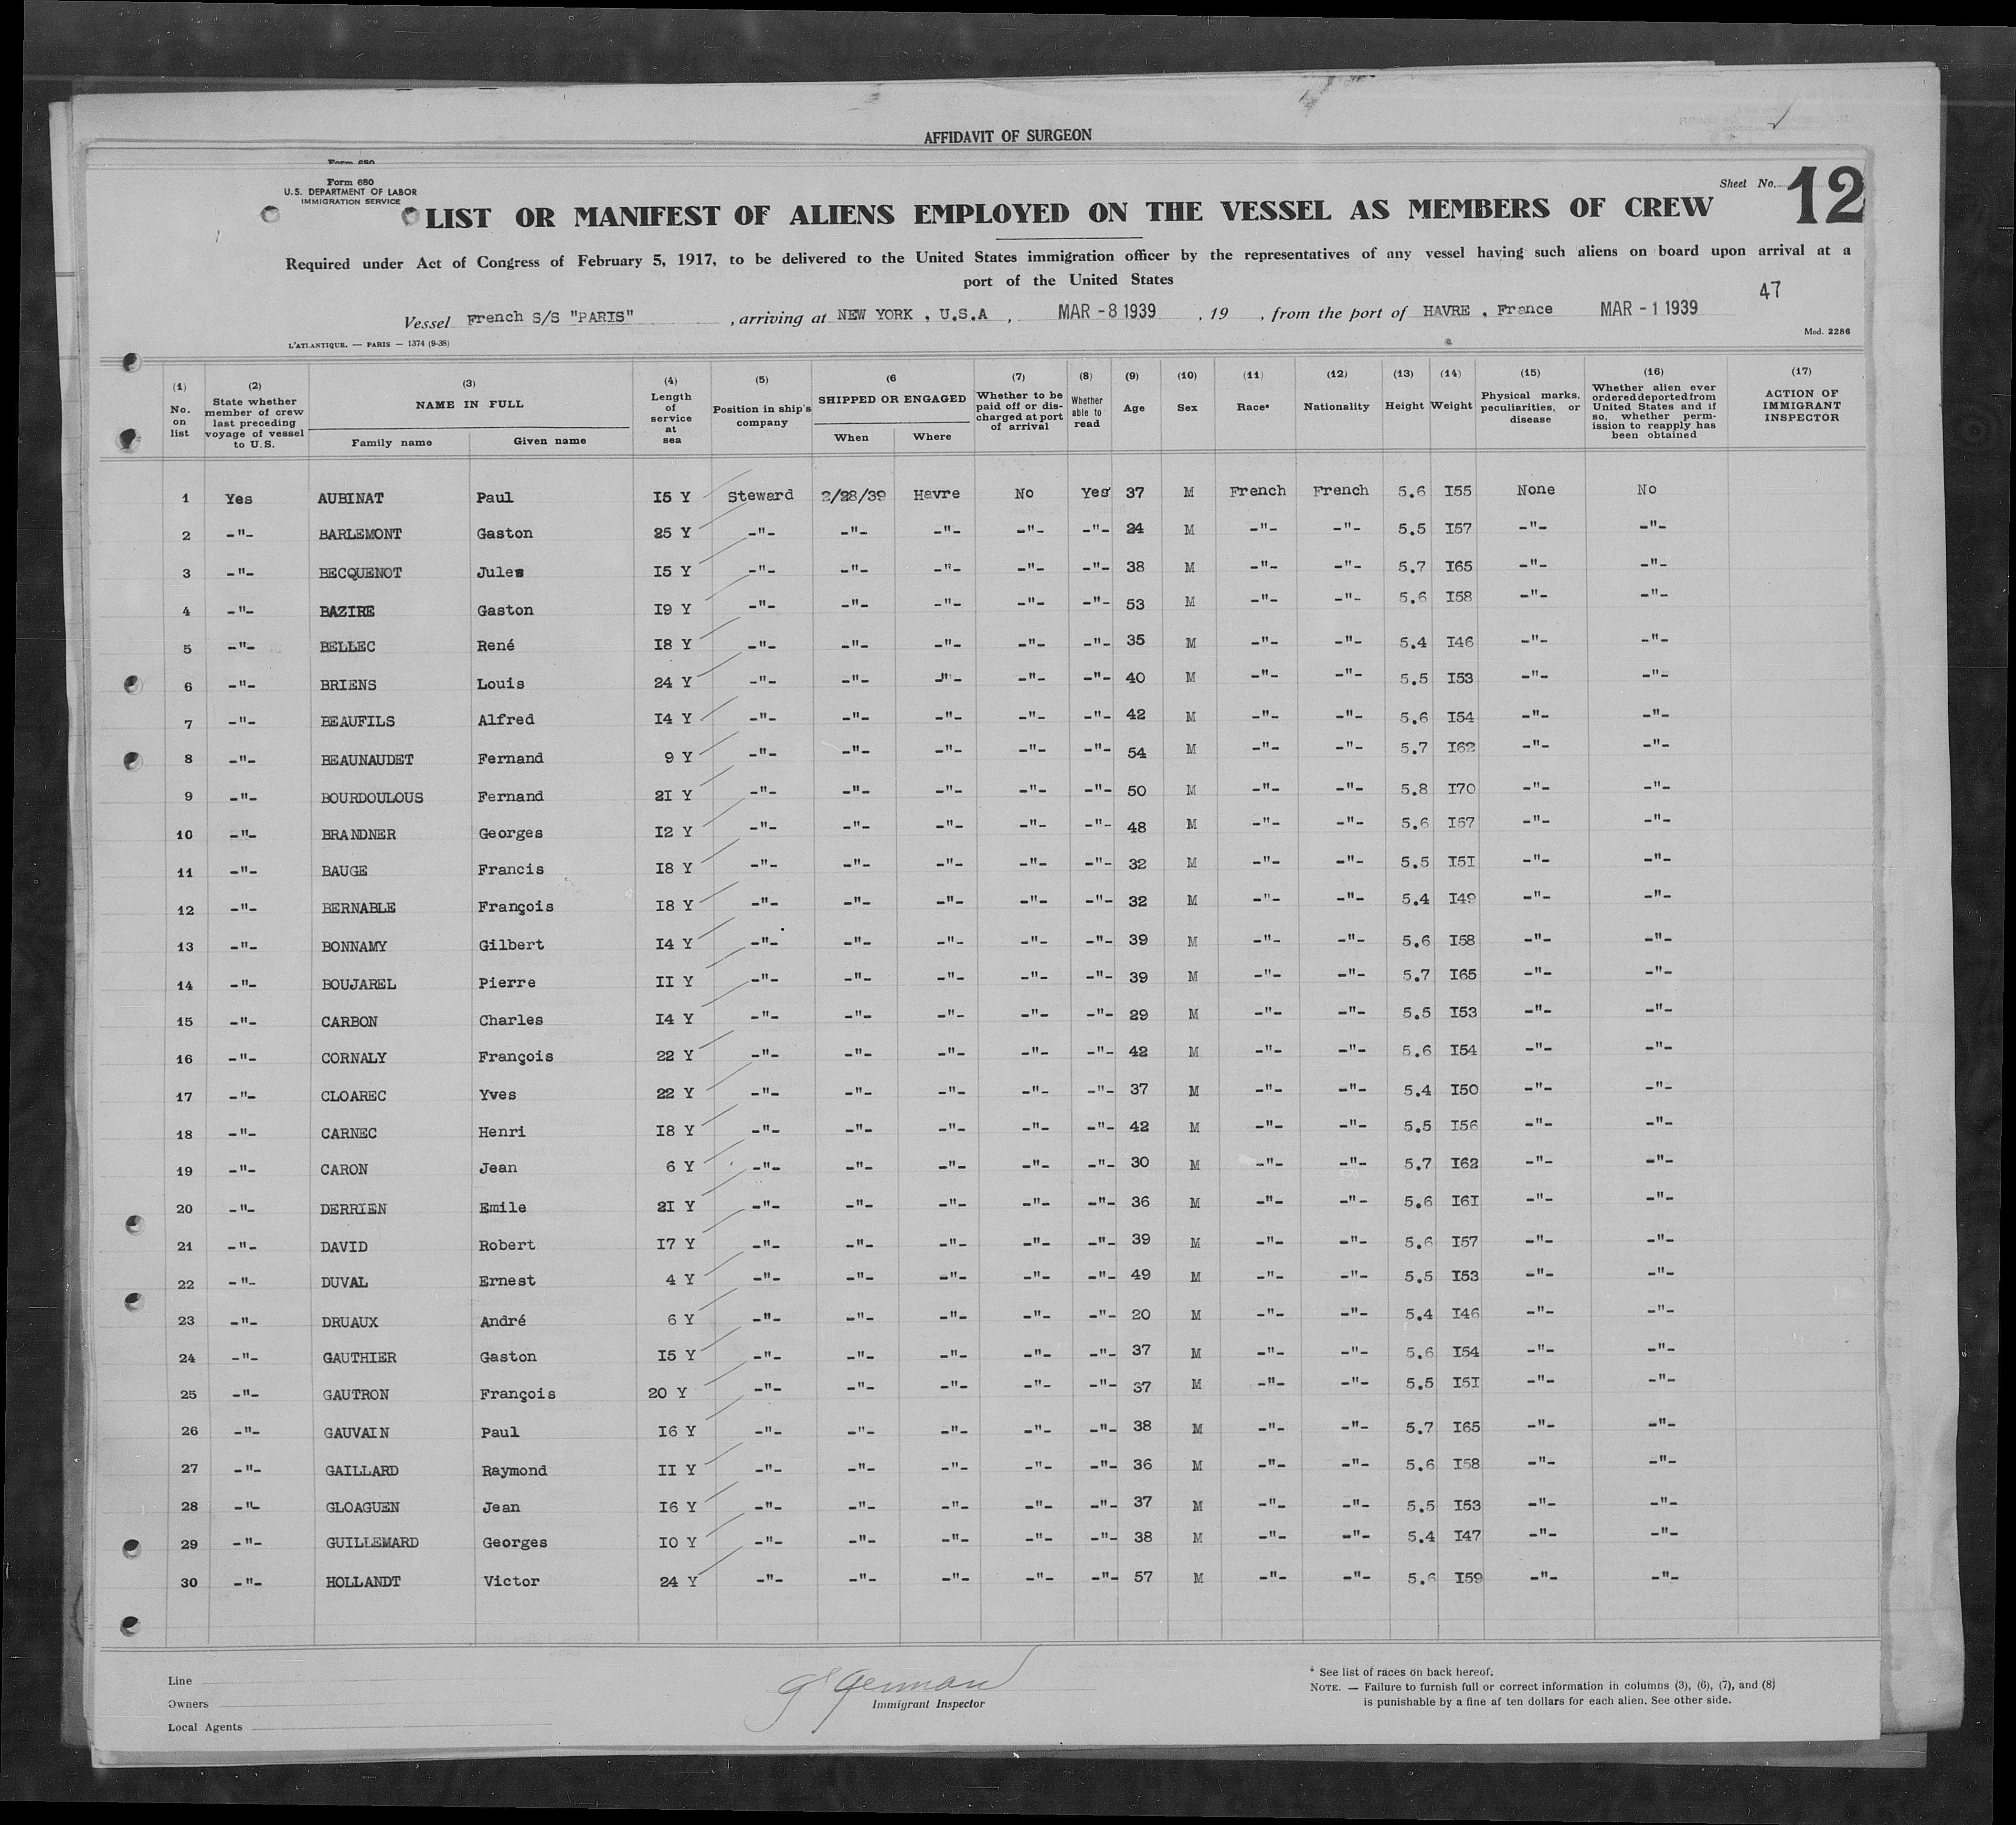 AFFIDAVIT OF SURGEON
Form 680
Form 680
U.S. DEPARTMENT OF LABOR
IMMIGRATION SERVICE
Sheet No. 12
LIST OR MANIFEST OF ALIENS EMPLOYED ON THE VESSEL AS MEMBERS OF CREW
Required under Act of Congress of February 5, 1917, to be delivered to the United States immigration officer by the representatives of any vessel having such aliens on board upon arrival at a
port of the United States
47
Vessel French S/S "PARIS" , arriving at NEW YORK , U.S.A , MAR - 8 1939 , 19 , from the port of HAVRE , France MAR - 1 1939
L'ATLANTIQUE. — PARIS — 1374 (9-38) Mod. 2286
(1) No. on list (2) State whether member of crew last preceding voyage of vessel to U.S. (3) NAME IN FULL Family name Given name (4) Length of service at sea (5) Position in ship's company (6 SHIPPED OR ENGAGED When Where (7) Whether to be paid off or discharged at port of arrival (8) Whether able to read (9) Age (10) Sex (11) Race* (12) Nationality (13) Height (14) Weight (15) Physical marks, peculiarities, or disease (16) Whether alien ever ordered deported from United States and if so, whether permission to reapply has been obtained (17) ACTION OF IMMIGRANT INSPECTOR
1 Yes AUBINAT Paul I5 Y Steward 2/28/39 Havre No Yes 37 M French French 5.6 I55 None No
2 -"- BARLEMONT Gaston 25 Y -"- -"- -"- -"- -"- 24 M -"- -"- 5.5 I57 -"- -"-
3 -"- BECQUENOT Jules I5 Y -"- -"- -"- -"- -"- 38 M -"- -"- 5.7 I65 -"- -"-
4 -"- BAZIRE Gaston I9 Y -"- -"- -"- -"- -"- 53 M -"- -"- 5.6 I58 -"- -"-
5 -"- BELLEC René I8 Y -"- -"- -"- -"- -"- 35 M -"- -"- 5.4 I46 -"- -"-
6 -"- BRIENS Louis 24 Y -"- -"- -"- -"- -"- 40 M -"- -"- 5.5 I53 -"- -"-
7 -"- BEAUFILS Alfred I4 Y -"- -"- -"- -"- -"- 42 M -"- -"- 5.6 I54 -"- -"-
8 -"- BEAUNAUDET Fernand 9 Y -"- -"- -"- -"- -"- 54 M -"- -"- 5.7 I62 -"- -"-
9 -"- BOURDOULOUS Fernand 2I Y -"- -"- -"- -"- -"- 50 M -"- -"- 5.8 I70 -"- -"-
10 -"- BRANDNER Georges I2 Y -"- -"- -"- -"- -"- 48 M -"- -"- 5.6 I57 -"- -"-
11 -"- BAUGE Francis I8 Y -"- -"- -"- -"- -"- 32 M -"- -"- 5.5 I5I -"- -"-
12 -"- BERNABLE François I8 Y -"- -"- -"- -"- -"- 32 M -"- -"- 5.4 I49 -"- -"-
13 -"- BONNAMY Gilbert I4 Y -"- -"- -"- -"- -"- 39 M -"- -"- 5.6 I58 -"- -"-
14 -"- BOUJAREL Pierre II Y -"- -"- -"- -"- -"- 39 M -"- -"- 5.7 I65 -"- -"-
15 -"- CARBON Charles I4 Y -"- -"- -"- -"- -"- 29 M -"- -"- 5.5 I53 -"- -"-
16 -"- CORNALY François 22 Y -"- -"- -"- -"- -"- 42 M -"- -"- 5.6 I54 -"- -"-
17 -"- CLOAREC Yves 22 Y -"- -"- -"- -"- -"- 37 M -"- -"- 5.4 I50 -"- -"-
18 -"- CARNEC Henri I8 Y -"- -"- -"- -"- -"- 42 M -"- -"- 5.5 I56 -"- -"-
19 -"- CARON Jean 6 Y -"- -"- -"- -"- -"- 30 M -"- -"- 5.7 I62 -"- -"-
20 -"- DERRIEN Emile 2I Y -"- -"- -"- -"- -"- 36 M -"- -"- 5.6 I6I -"- -"-
21 -"- DAVID Robert I7 Y -"- -"- -"- -"- -"- 39 M -"- -"- 5.6 I57 -"- -"-
22 -"- DUVAL Ernest 4 Y -"- -"- -"- -"- -"- 49 M -"- -"- 5.5 I53 -"- -"-
23 -"- DRUAUX André 6 Y -"- -"- -"- -"- -"- 20 M -"- -"- 5.4 I46 -"- -"-
24 -"- GAUTHIER Gaston I5 Y -"- -"- -"- -"- -"- 37 M -"- -"- 5.6 I54 -"- -"-
25 -"- GAUTRON François 20 Y -"- -"- -"- -"- -"- 37 M -"- -"- 5.5 I5I -"- -"-
26 -"- GAUVAIN Paul I6 Y -"- -"- -"- -"- -"- 38 M -"- -"- 5.7 I65 -"- -"-
27 -"- GAILLARD Raymond II Y -"- -"- -"- -"- -"- 36 M -"- -"- 5.6 I58 -"- -"-
28 -"- GLOAGUEN Jean I6 Y -"- -"- -"- -"- -"- 37 M -"- -"- 5.5 I53 -"- -"-
29 -"- GUILLEMARD Georges I0 Y -"- -"- -"- -"- -"- 38 M -"- -"- 5.4 I47 -"- -"-
30 -"- HOLLANDT Victor 24 Y -"- -"- -"- -"- -"- 57 M -"- -"- 5.6 I59 -"- -"-
Line
Owners
Local Agents
Immigrant Inspector
* See list of races on back hereof.
NOTE. — Failure to furnish full or correct information in columns (3), (6), (7), and (8)
is punishable by a fine af ten dollars for each alien. See other side.